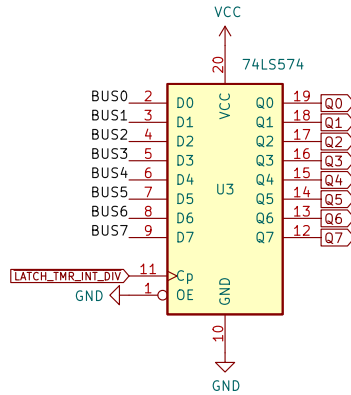 VCC
20
74LS574
BUS0 2 D0 VCC Q0 19 Q0
BUS1 3 D1 Q1 18 Q1
BUS2 4 D2 Q2 17 Q2
BUS3 5 D3 Q3 16 Q3
BUS4 6 D4 Q4 15 Q4
BUS5 7 D5 U3 Q5 14 Q5
BUS6 8 D6 Q6 13 Q6
BUS7 9 D7 Q7 12 Q7
LATCH_TMR_INT_DIV 11 Cp
GND 1 OE GND
10
GND